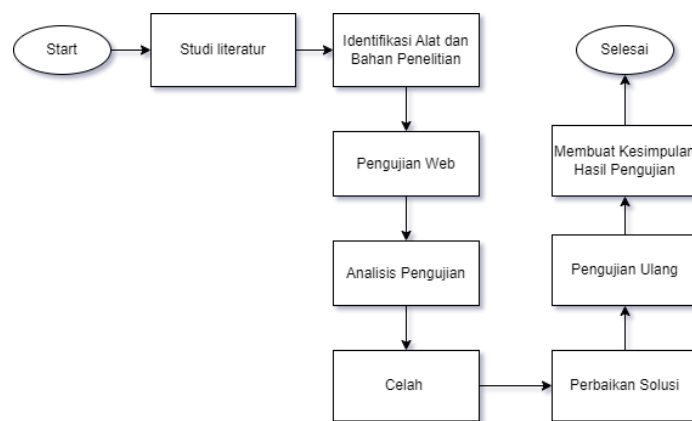 Start
Studi literatur
Identifikasi Alat dan
Bahan Penelitian
Pengujian Web
Analisis Pengujian
Celah
Perbaikan Solusi
Pengujian Ulang
Membuat Kesimpulan
Hasil Pengujian
Selesai